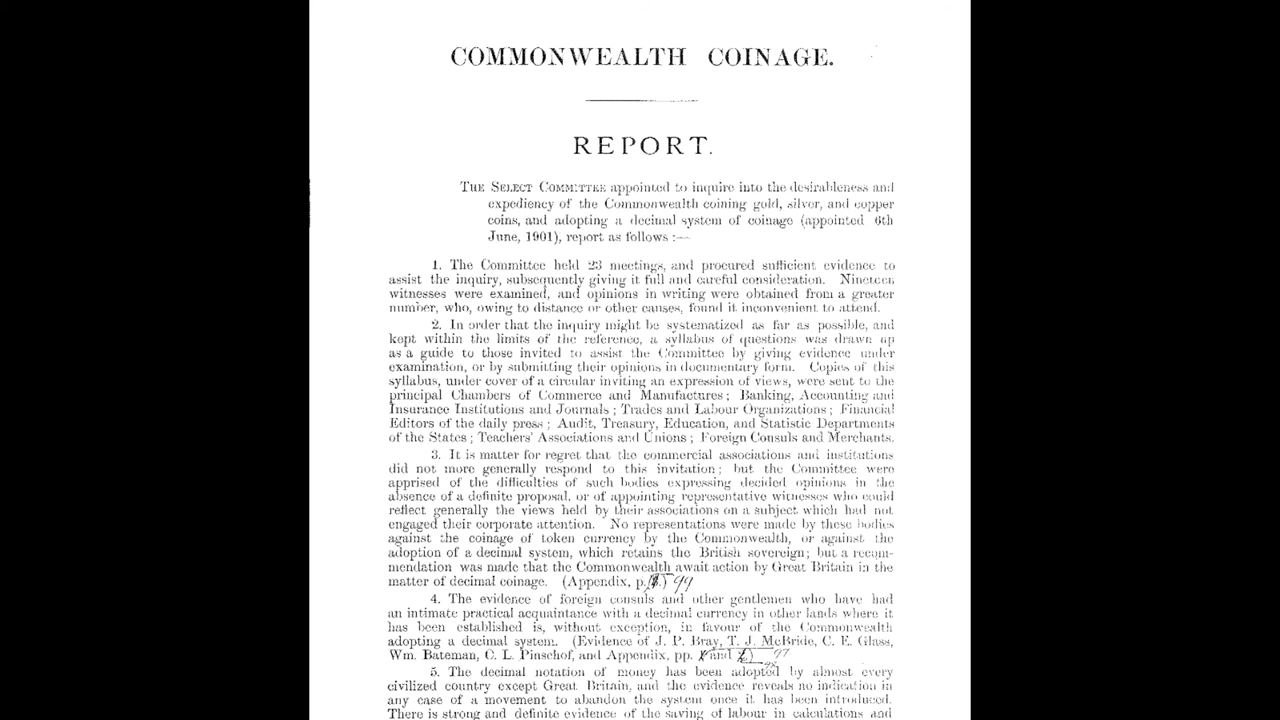 COMMONWEALTH COINAGE.
REPORT.
THE SELECT COMMITTEE appointed to inquire into the desirableness and
expediency of the Commonwealth coining gold, silver, and copper
coins, and adopting a decimal system of coinage (appointed 6th
June, 1901), report as follows :—
1. The Committee held 23 meetings, and procured sufficient evidence to
assist the inquiry, subsequently giving it full and careful consideration. Nineteen
witnesses were examined, and opinions in writing were obtained from a greater
number, who, owing to distance or other causes, found it inconvenient to attend.
2. In order that the inquiry might be systematized as far as possible, and
kept within the limits of the reference, a syllabus of questions was drawn up
as a guide to those invited to assist the Committee by giving evidence under
examination, or by submitting their opinions in documentary form. Copies of this
syllabus, under cover of a circular inviting an expression of views, were sent to the
principal Chambers of Commerce and Manufactures ; Banking, Accounting and
Insurance Institutions and Journals ; Trades and Labour Organizations ; Financial
Editors of the daily press ; Audit, Treasury, Education, and Statistic Departments
of the States ; Teachers' Associations and Unions ; Foreign Consuls and Merchants.
3. It is matter for regret that the commercial associations and institutions
did not more generally respond to this invitation ; but the Committee were
apprised of the difficulties of such bodies expressing decided opinions in the
absence of a definite proposal, or of appointing representative witnesses who could
reflect generally the views held by their associations on a subject which had not
engaged their corporate attention. No representations were made by these bodies
against the coinage of token currency by the Commonwealth, or against the
adoption of a decimal system, which retains the British sovereign ; but a recom-
mendation was made that the Commonwealth await action by Great Britain in the
matter of decimal coinage. (Appendix, p. ) 99
4. The evidence of foreign consuls and other gentlemen who have had
an intimate practical acquaintance with a decimal currency in other lands where it
has been established is, without exception, in favour of the Commonwealth
adopting a decimal system. (Evidence of J. P. Bray, T. J. McBride, C. E. Glass,
Wm. Bateman, C. L. Pinschof, and Appendix, pp. and ) 97
5. The decimal notation of money has been adopted by almost every
civilized country except Great Britain, and the evidence reveals no indication in
any case of a movement to abandon the system once it has been introduced.
There is strong and definite evidence of the saving of labour in calculations and